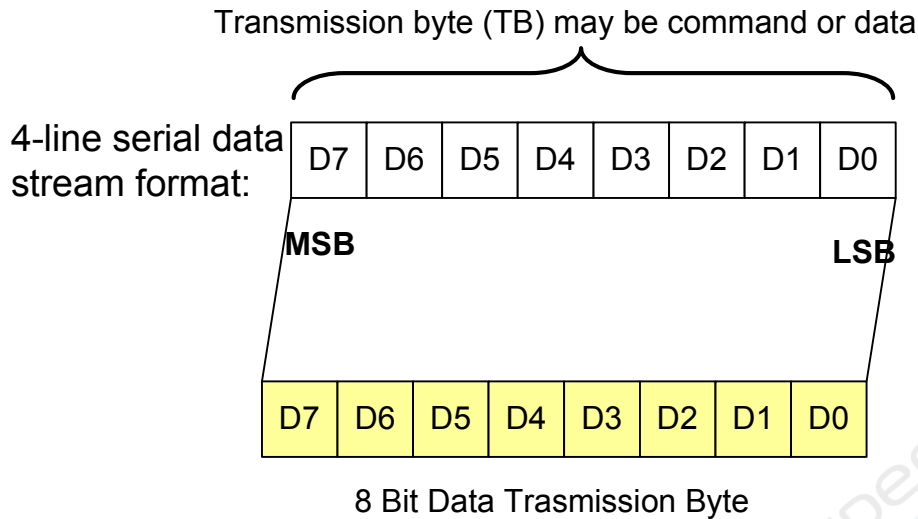 Transmission byte (TB) may be command or data
4-line serial data
stream format:
D7 D6 D5 D4 D3 D2 D1 D0
MSB LSB
D7 D6 D5 D4 D3 D2 D1 D0
8 Bit Data Trasmission Byte